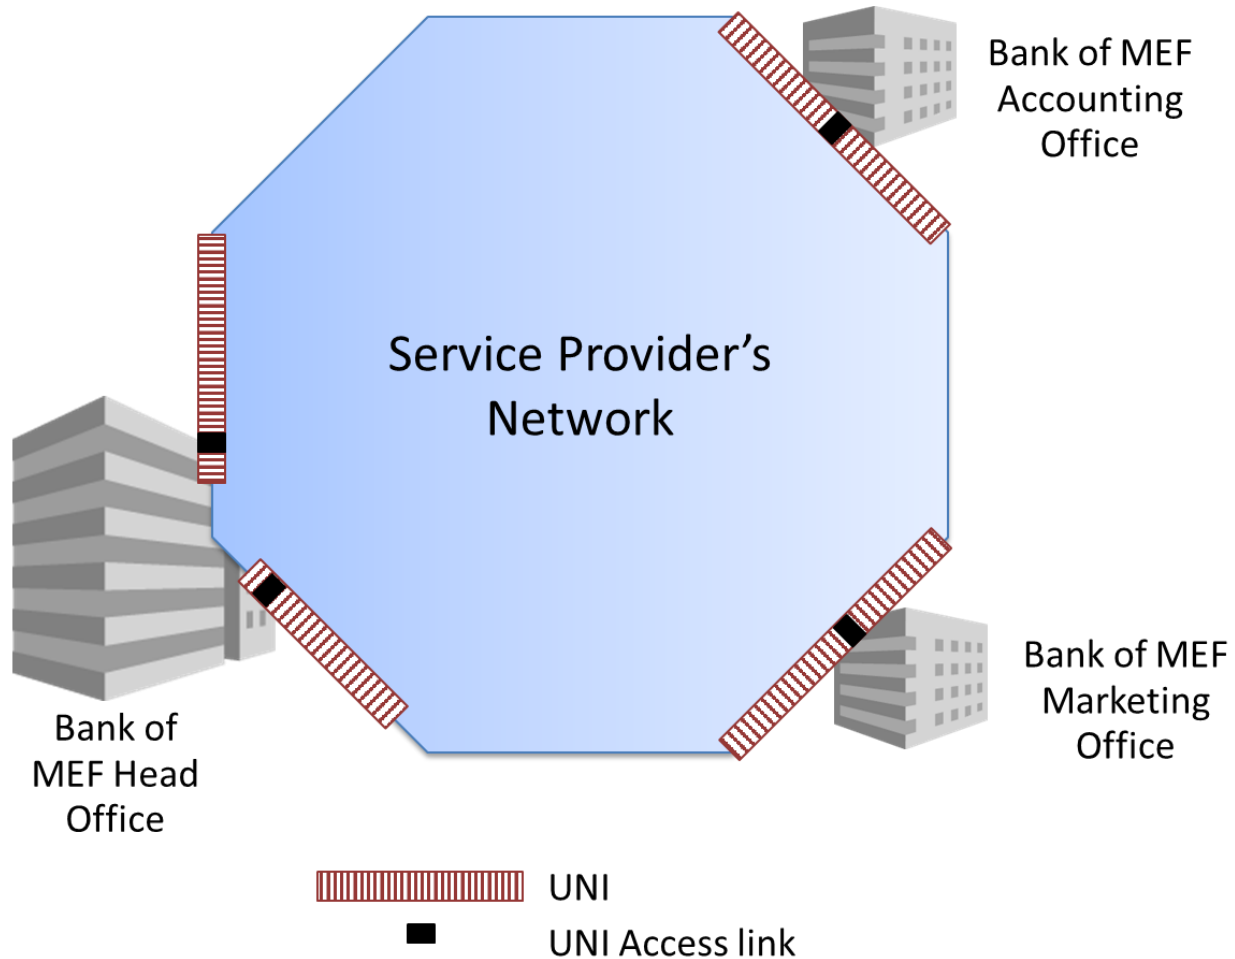 Bank of MEF
Accounting
Office
Service Provider’s
Network
Bank of MEF
Marketing
Office
Bank of
MEF Head
Office
UNI
UNI Access link